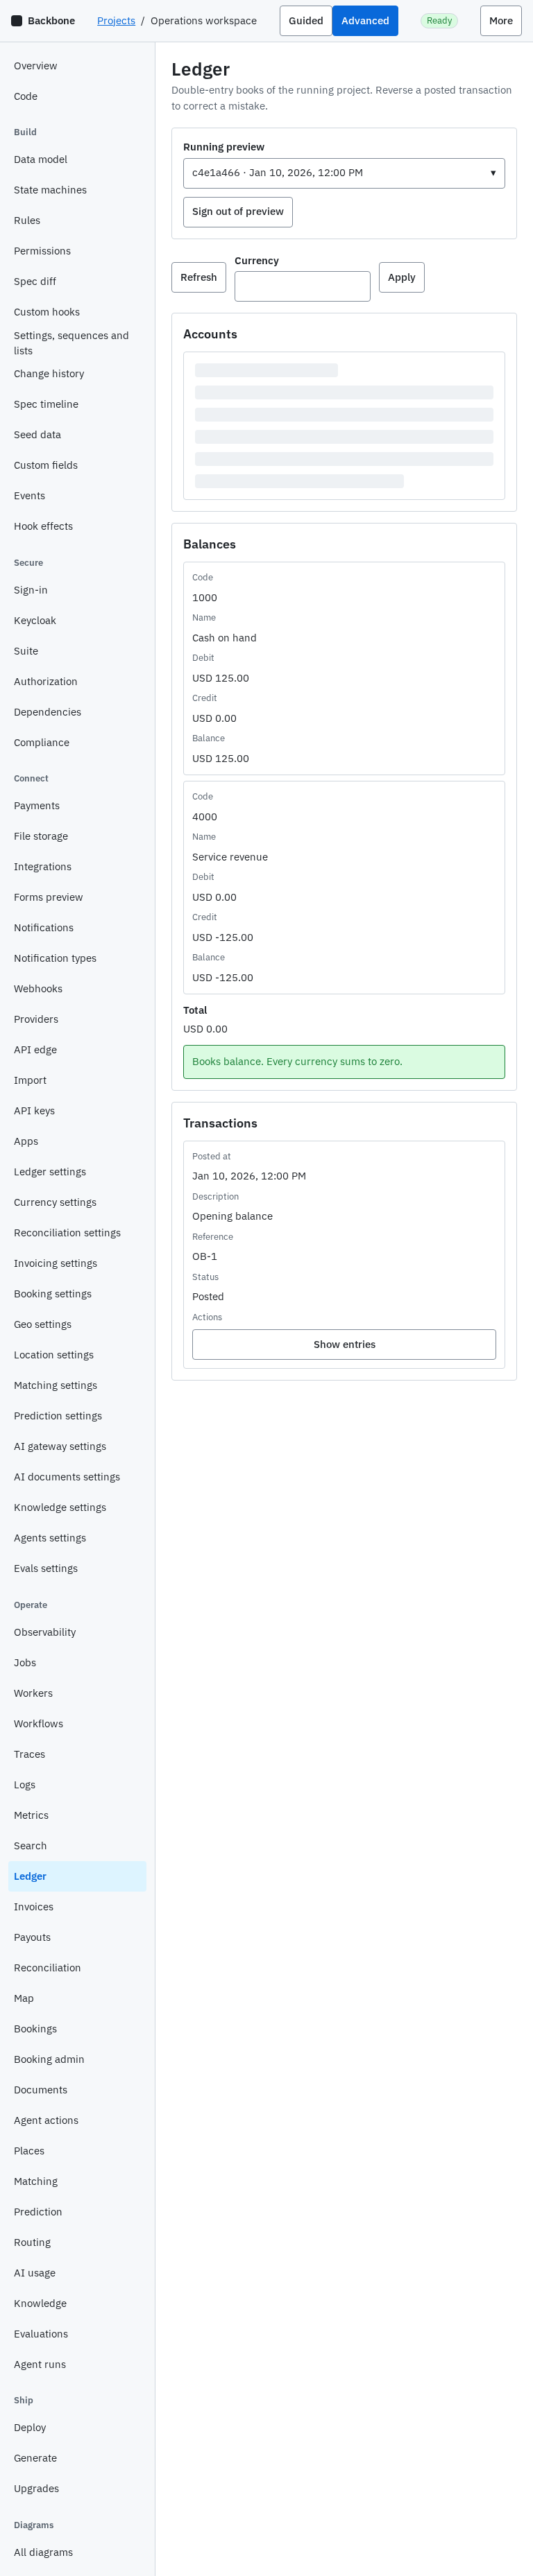 Backbone
Projects / Operations workspace
Guided
Advanced
Ready
More
Overview
Code
Build
Data model
State machines
Rules
Permissions
Spec diff
Custom hooks
Settings, sequences and
lists
Change history
Spec timeline
Seed data
Custom fields
Events
Hook effects
Secure
Sign-in
Keycloak
Suite
Authorization
Dependencies
Compliance
Connect
Payments
File storage
Integrations
Forms preview
Notifications
Notification types
Webhooks
Providers
API edge
Import
API keys
Apps
Ledger settings
Currency settings
Reconciliation settings
Invoicing settings
Booking settings
Geo settings
Location settings
Matching settings
Prediction settings
AI gateway settings
AI documents settings
Knowledge settings
Agents settings
Evals settings
Operate
Observability
Jobs
Workers
Workflows
Traces
Logs
Metrics
Search
Ledger
Invoices
Payouts
Reconciliation
Map
Bookings
Booking admin
Documents
Agent actions
Places
Matching
Prediction
Routing
AI usage
Knowledge
Evaluations
Agent runs
Ship
Deploy
Generate
Upgrades
Diagrams
All diagrams
Ledger
Double-entry books of the running project. Reverse a posted transaction
to correct a mistake.
Running preview
c4e1a466 · Jan 10, 2026, 12:00 PM
Sign out of preview
Refresh
Currency
Apply
Accounts
Balances
Code
1000
Name
Cash on hand
Debit
USD 125.00
Credit
USD 0.00
Balance
USD 125.00
Code
4000
Name
Service revenue
Debit
USD 0.00
Credit
USD -125.00
Balance
USD -125.00
Total
USD 0.00
Books balance. Every currency sums to zero.
Transactions
Posted at
Jan 10, 2026, 12:00 PM
Description
Opening balance
Reference
OB-1
Status
Posted
Actions
Show entries